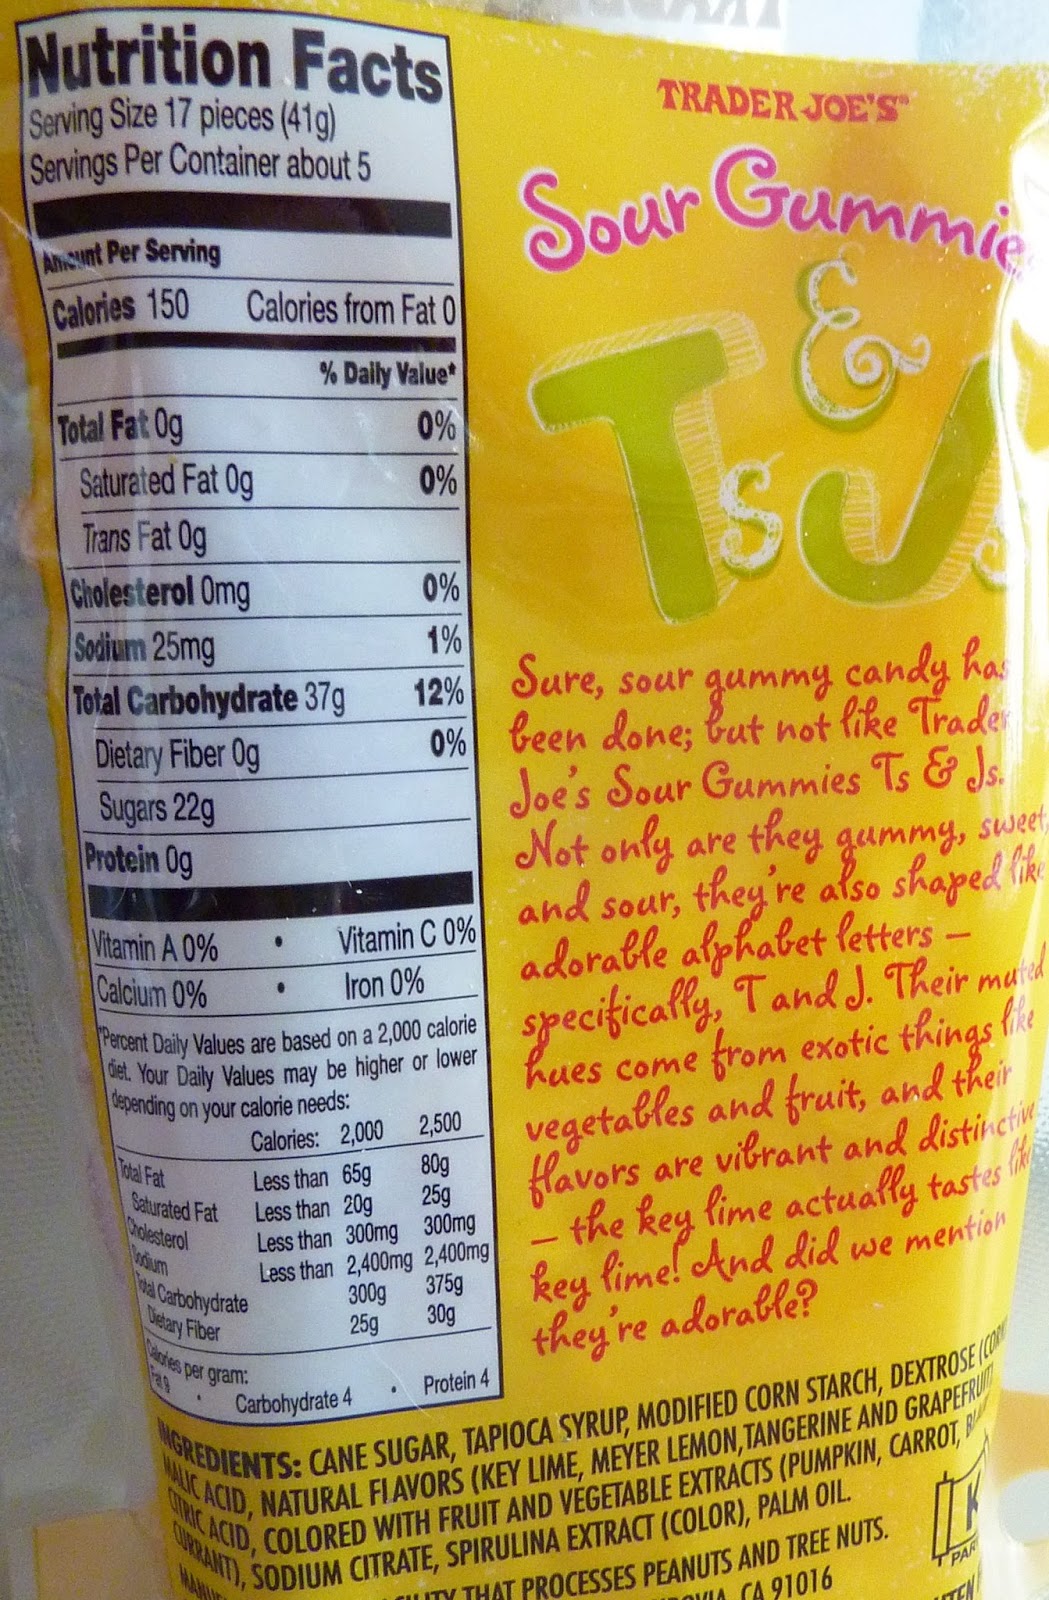 Nutrition Facts
Serving Size 17 pieces (41g)
Servings Per Container about 5
Amount Per Serving
Calories 150 Calories from Fat 0
% Daily Value*
Total Fat 0g 0%
Saturated Fat 0g 0%
Trans Fat 0g
Cholesterol 0mg 0%
Sodium 25mg 1%
Total Carbohydrate 37g 12%
Dietary Fiber 0g 0%
Sugars 22g
Protein 0g
Vitamin A 0% • Vitamin C 0%
Calcium 0% • Iron 0%
*Percent Daily Values are based on a 2,000 calorie
diet. Your Daily Values may be higher or lower
depending on your calorie needs:
Calories: 2,000 2,500
Total Fat Less than 65g 80g
Saturated Fat Less than 20g 25g
Cholesterol Less than 300mg 300mg
Sodium Less than 2,400mg 2,400mg
Total Carbohydrate 300g 375g
Dietary Fiber 25g 30g
Calories per gram:
Fat 9 • Carbohydrate 4 • Protein 4
TRADER JOE'S
Sour Gummies
&
Ts Js
Sure, sour gummy candy has
been done; but not like Trader
Joe's Sour Gummies Ts & Js.
Not only are they gummy, sweet,
and sour, they're also shaped like
adorable alphabet letters –
specifically, T and J. Their muted
hues come from exotic things like
vegetables and fruit, and their
flavors are vibrant and distinctive
– the key lime actually tastes like
key lime! And did we mention
they're adorable?
INGREDIENTS: CANE SUGAR, TAPIOCA SYRUP, MODIFIED CORN STARCH, DEXTROSE (CORN
MALIC ACID, NATURAL FLAVORS (KEY LIME, MEYER LEMON, TANGERINE AND GRAPEFRUIT)
CITRIC ACID, COLORED WITH FRUIT AND VEGETABLE EXTRACTS (PUMPKIN, CARROT,
CURRANT), SODIUM CITRATE, SPIRULINA EXTRACT (COLOR), PALM OIL.
THAT PROCESSES PEANUTS AND TREE NUTS.
CA 91016
K